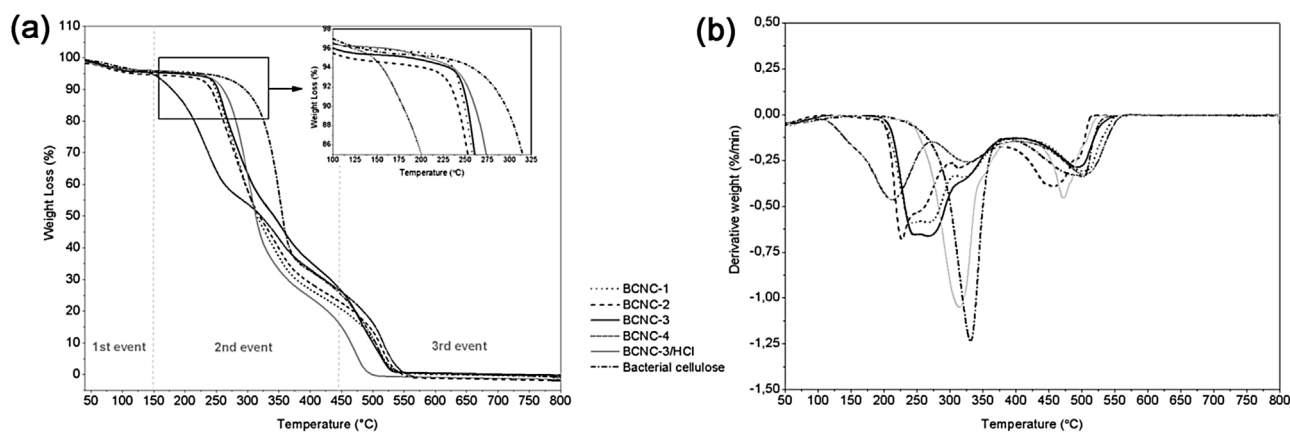 (a)
110
100
90
80
70
60
50
40
30
20
10
0
Weight Loss (%)
50 100 150 200 250 300 350 400 450 500 550 600 650 700 750 800
Temperature (°C)
1st event
2nd event
3rd event
98
96
94
92
90
88
86
Weight Loss (%)
100 125 150 175 200 225 250 275 300 325
Temperature (°C)
BCNC-1
BCNC-2
BCNC-3
BCNC-4
BCNC-3/HCl
Bacterial cellulose
(b)
0,50
0,25
0,00
-0,25
-0,50
-0,75
-1,00
-1,25
-1,50
Derivative weight (%/min)
50 100 150 200 250 300 350 400 450 500 550 600 650 700 750 800
Temperature (°C)